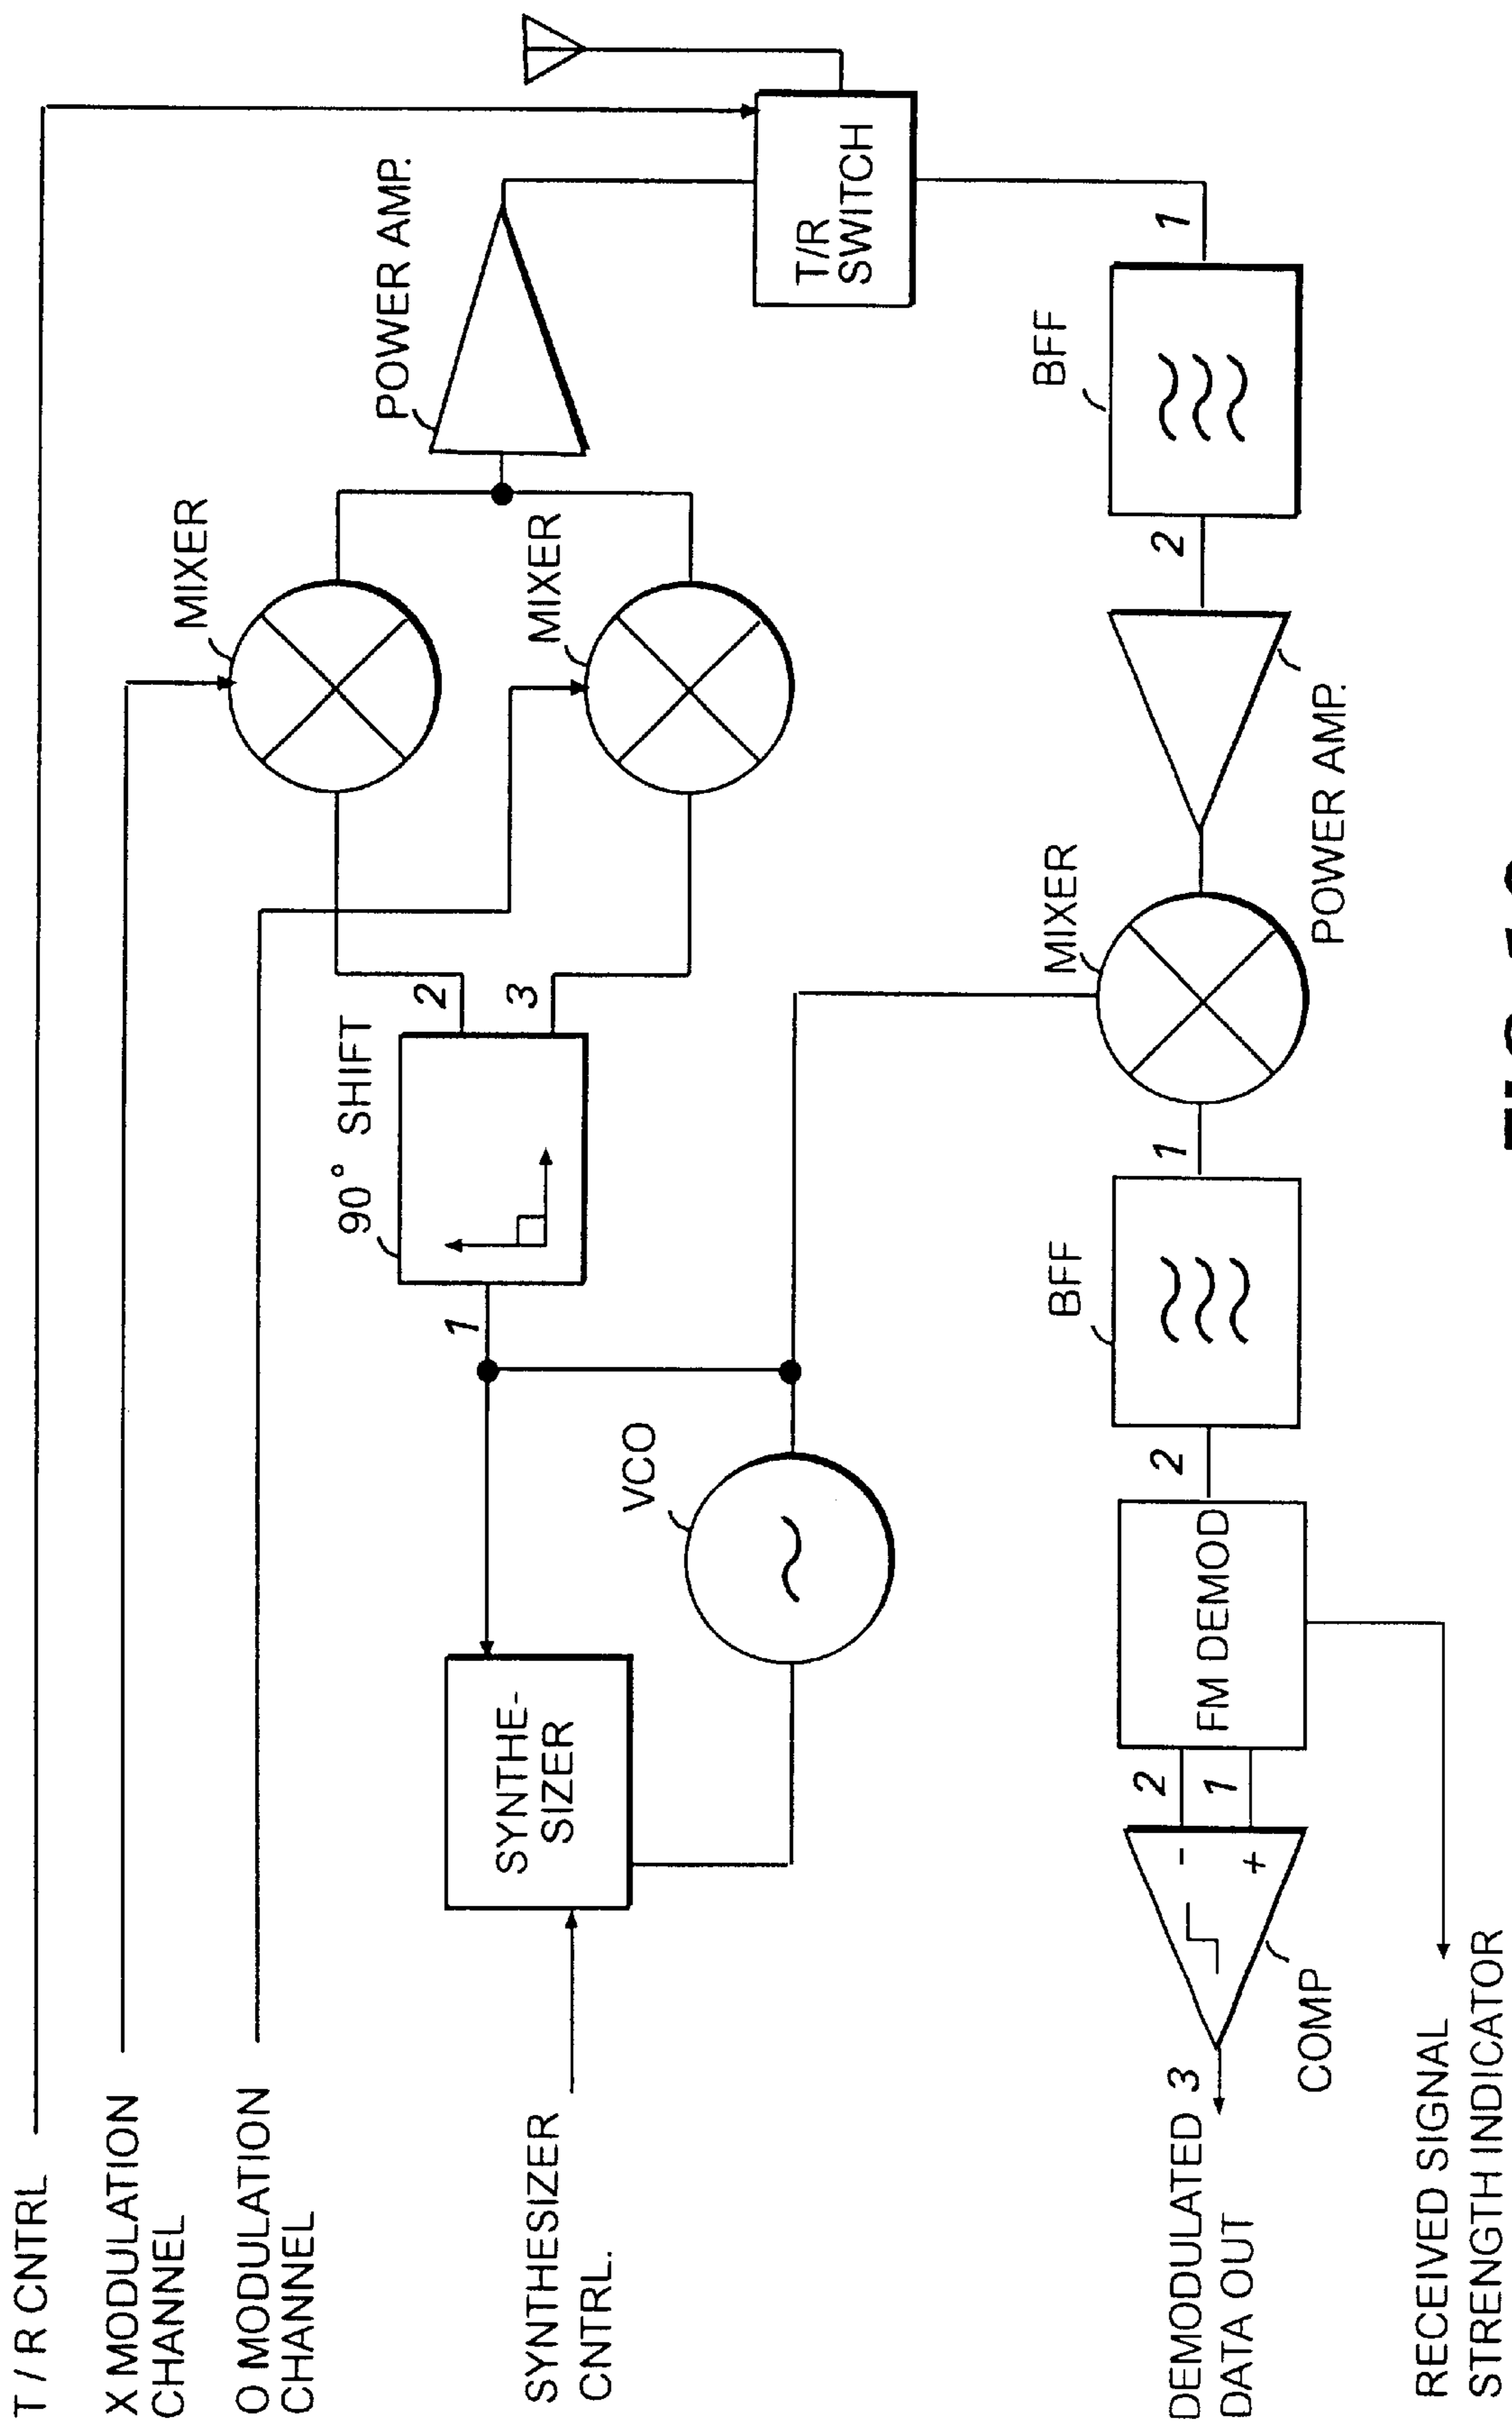 T / R CNTRL
X MODULATION
CHANNEL
O MODULATION
CHANNEL
SYNTHESIZER
CNTRL.
SYNTHE-
SIZER
VCO
90° SHIFT
1
2
3
MIXER
MIXER
POWER AMP.
T/R
SWITCH
BFF
1
2
POWER AMP.
MIXER
BFF
1
2
FM DEMOD
2
1
-
+
COMP
3
DEMODULATED
DATA OUT
RECEIVED SIGNAL
STRENGTH INDICATOR